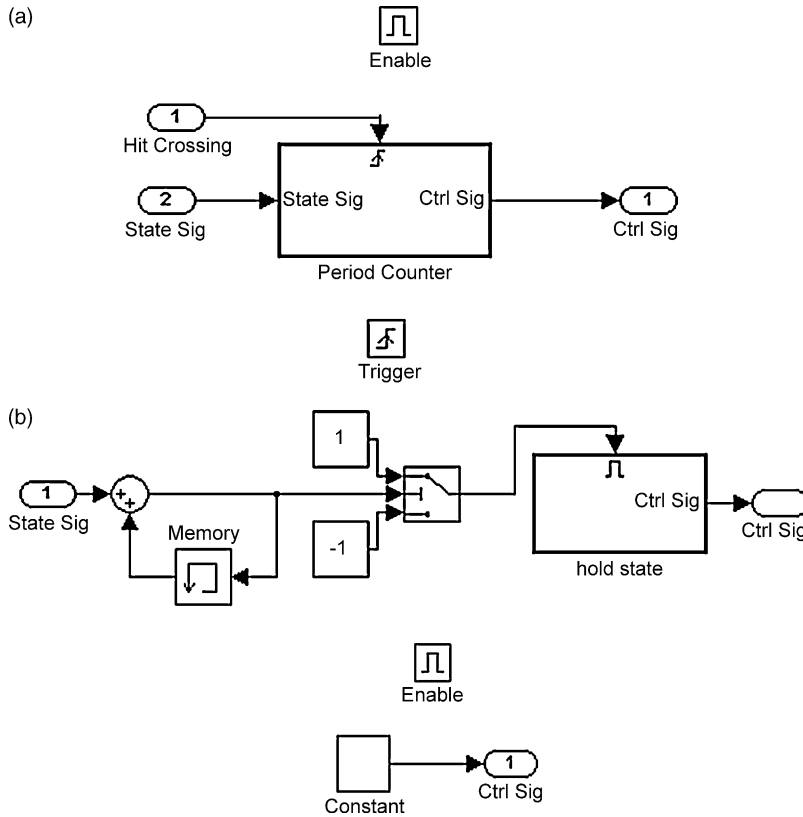 (a)
Enable
1
Hit Crossing
2
State Sig
State Sig
Ctrl Sig
1
Ctrl Sig
Period Counter
Trigger
(b)
1
1
State Sig
+
+
Memory
-1
Ctrl Sig
hold state
Ctrl Sig
Enable
1
Constant
Ctrl Sig